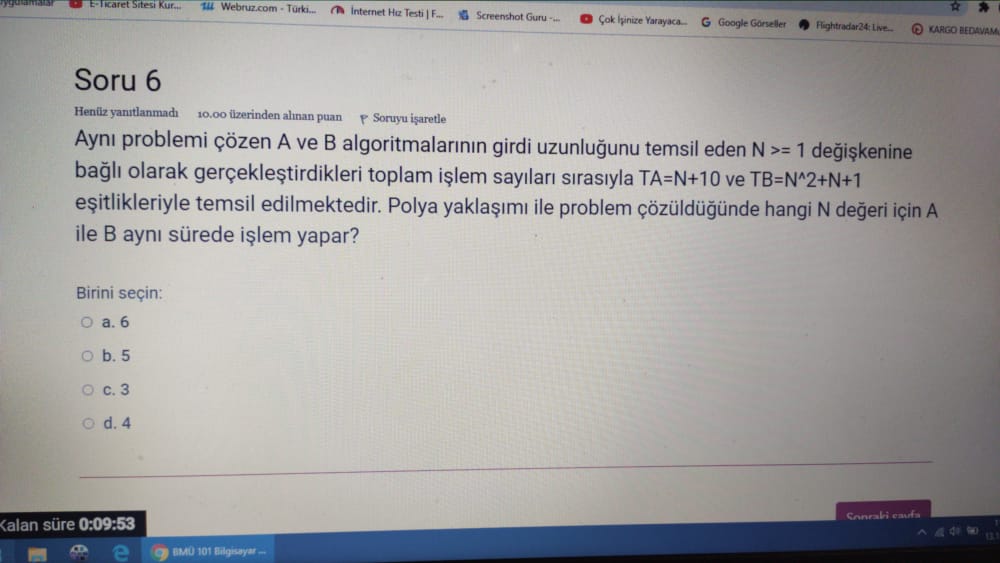 E-Ticaret Sitesi Kur... Webruz.com - Türki... İnternet Hız Testi | F... Screenshot Guru -... Çok İşinize Yarayaca... Google Görseller Flightradar24: Live... KARGO BEDAVA
Soru 6
Henüz yanıtlanmadı 10.00 üzerinden alınan puan Soruyu işaretle
Aynı problemi çözen A ve B algoritmalarının girdi uzunluğunu temsil eden N >= 1 değişkenine
bağlı olarak gerçekleştirdikleri toplam işlem sayıları sırasıyla TA=N+10 ve TB=N^2+N+1
eşitlikleriyle temsil edilmektedir. Polya yaklaşımı ile problem çözüldüğünde hangi N değeri için A
ile B aynı sürede işlem yapar?
Birini seçin:
a. 6
b. 5
c. 3
d. 4
Sonraki sayfa
Kalan süre 0:09:53
BMÜ 101 Bilgisayar ...